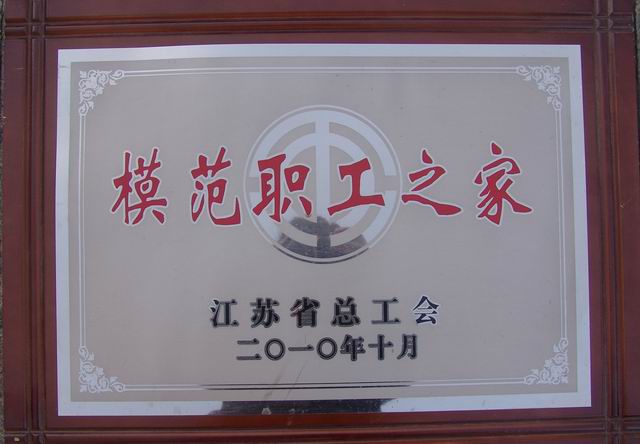 模范职工之家
江苏省总工会
二〇一〇年十月